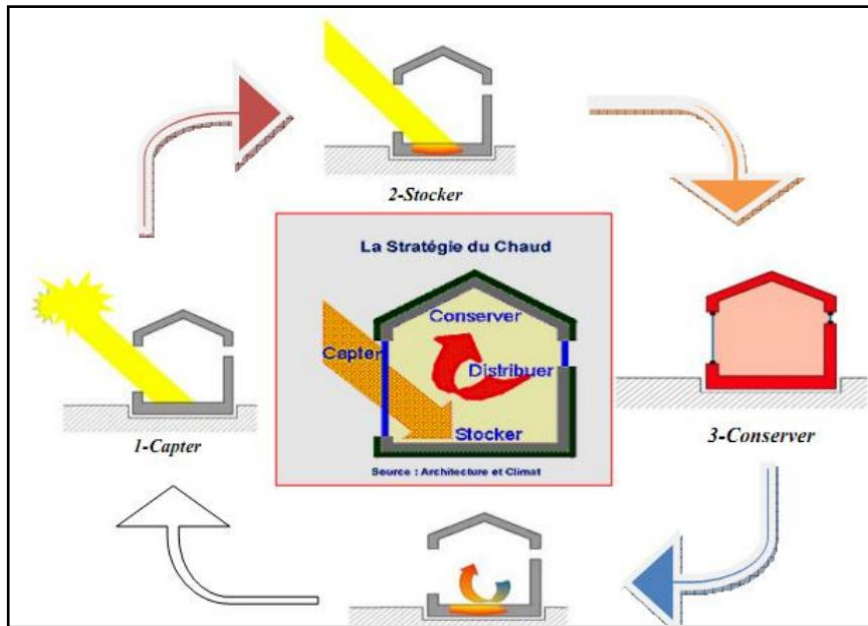 2-Stocker
La Stratégie du Chaud
Conserver
Capter
Distribuer
Stocker
Source : Architecture et Climat
1-Capter
3-Conserver